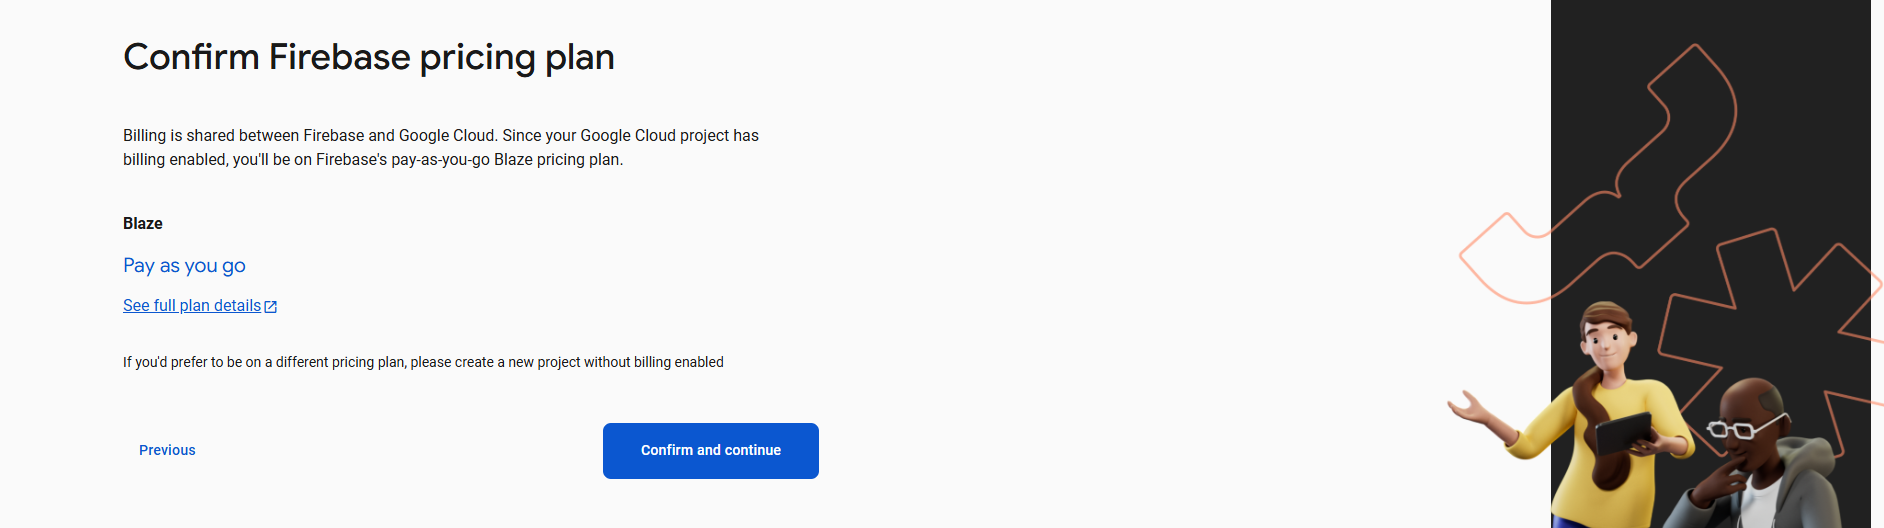 Confirm Firebase pricing plan
Billing is shared between Firebase and Google Cloud. Since your Google Cloud project has
billing enabled, you'll be on Firebase's pay-as-you-go Blaze pricing plan.
Blaze
Pay as you go
See full plan details
If you'd prefer to be on a different pricing plan, please create a new project without billing enabled
Previous
Confirm and continue